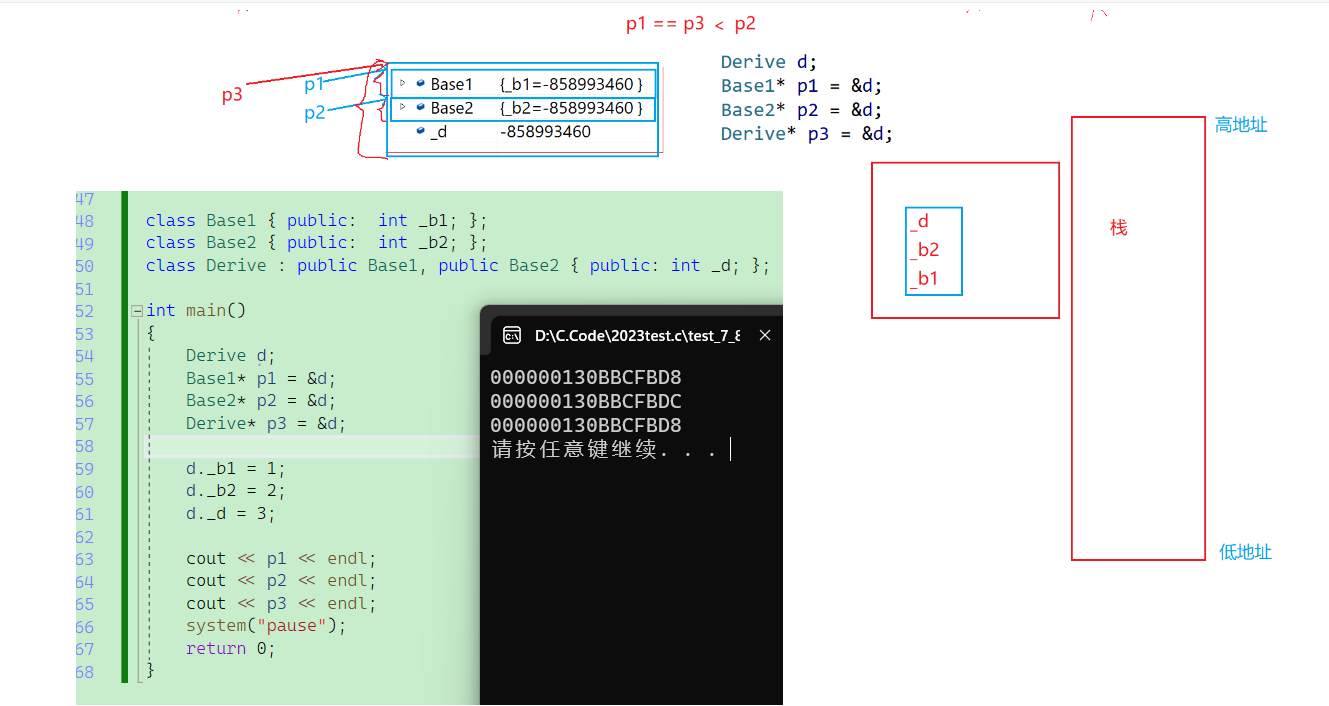 p1 == p3 < p2
p3
p1
p2
Base1 {_b1=-858993460 }
Base2 {_b2=-858993460 }
_d -858993460
Derive d;
Base1* p1 = &d;
Base2* p2 = &d;
Derive* p3 = &d;
高地址
栈
低地址
_d
_b2
_b1
47
48 class Base1 { public:  int _b1; };
49 class Base2 { public:  int _b2; };
50 class Derive : public Base1, public Base2 { public: int _d; };
51
52 int main()
53 {
54 Derive d;
55 Base1* p1 = &d;
56 Base2* p2 = &d;
57 Derive* p3 = &d;
58
59 d._b1 = 1;
60 d._b2 = 2;
61 d._d = 3;
62
63 cout << p1 << endl;
64 cout << p2 << endl;
65 cout << p3 << endl;
66 system("pause");
67 return 0;
68 }
D:\C.Code\2023test.c\test_7_8
000000130BBCFBD8
000000130BBCFBDC
000000130BBCFBD8
请按任意键继续. . .